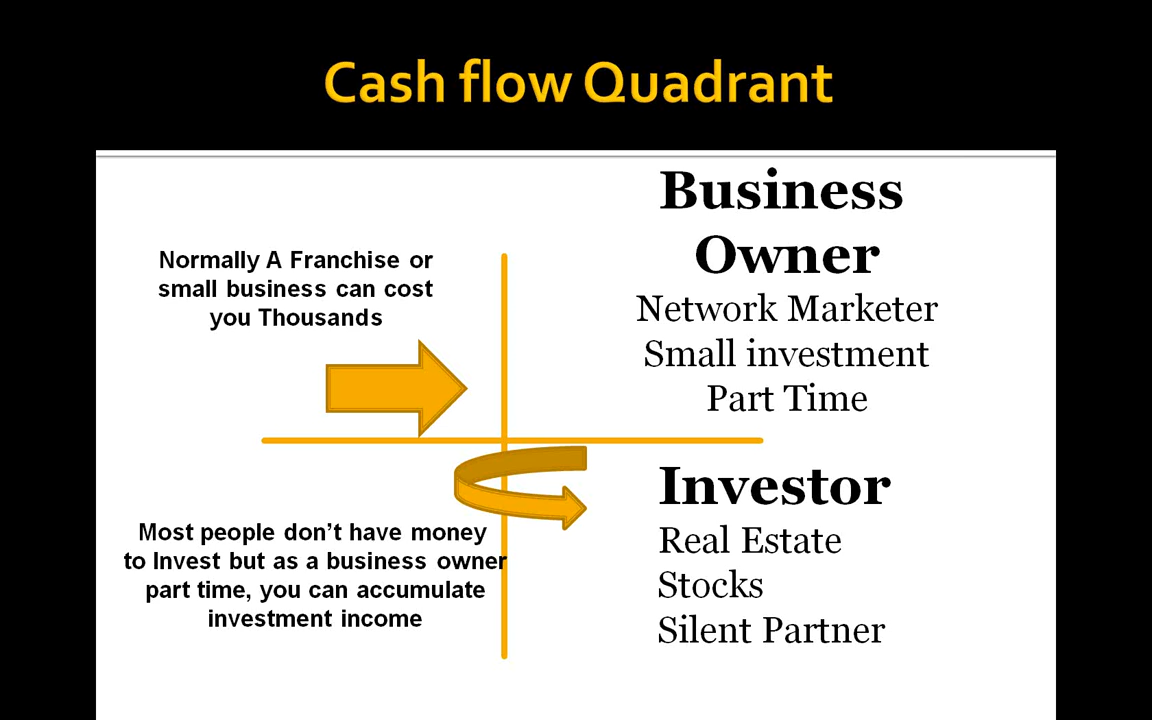 Cash flow Quadrant
Normally A Franchise or
small business can cost
you Thousands
Business
Owner
Network Marketer
Small investment
Part Time
Most people don’t have money
to Invest but as a business owner
part time, you can accumulate
investment income
Investor
Real Estate
Stocks
Silent Partner